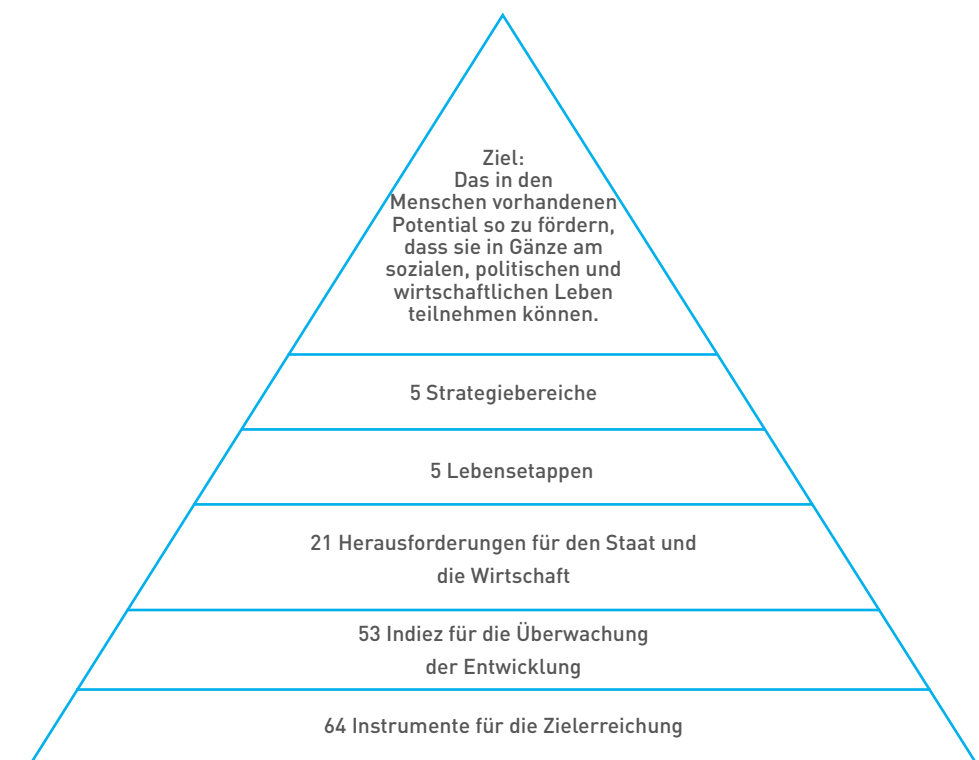 Ziel:
Das in den
Menschen vorhandenen
Potential so zu fördern,
dass sie in Gänze am
sozialen, politischen und
wirtschaftlichen Leben
teilnehmen können.
5 Strategiebereiche
5 Lebensetappen
21 Herausforderungen für den Staat und
die Wirtschaft
53 Indiez für die Überwachung
der Entwicklung
64 Instrumente für die Zielerreichung